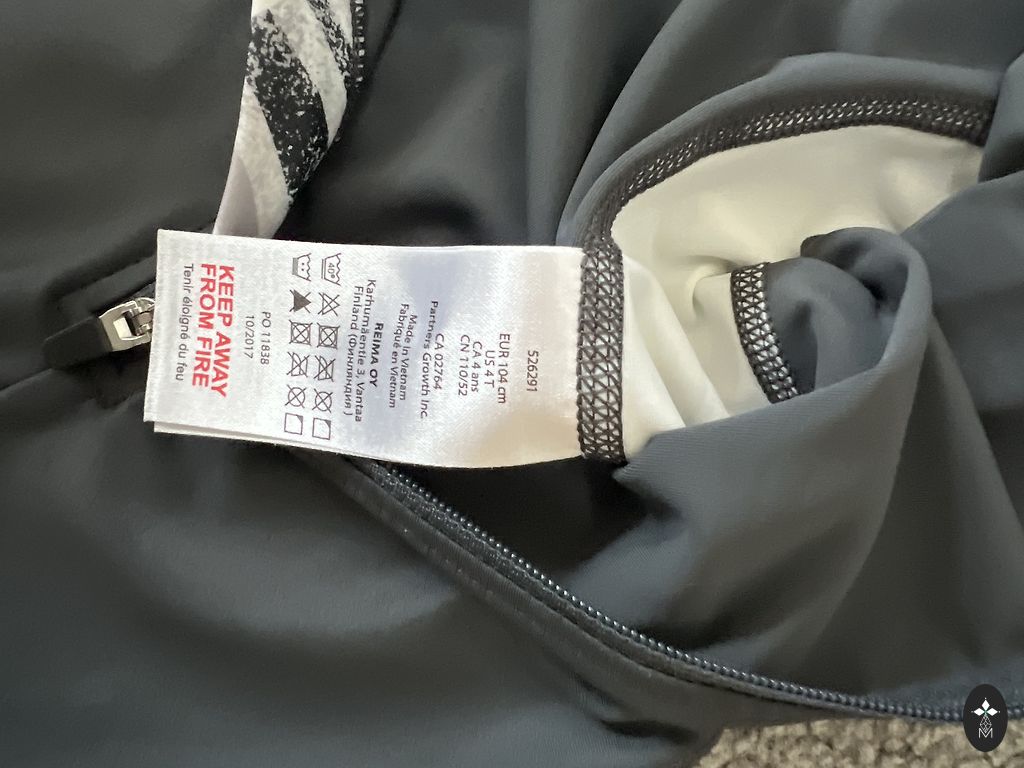 526291
EUR 104 cm
US 4 T
CA 4 ans
CN 110/52
CA 02764
Partners Growth Inc.
Made in Vietnam
Fabriqué en Vietnam
REIMA OY
Karhumäentie 3, Vantaa
Finland (Финляндия)
40°
PO 11838
10/2017
KEEP AWAY
FROM FIRE
Tenir éloigné du feu
M